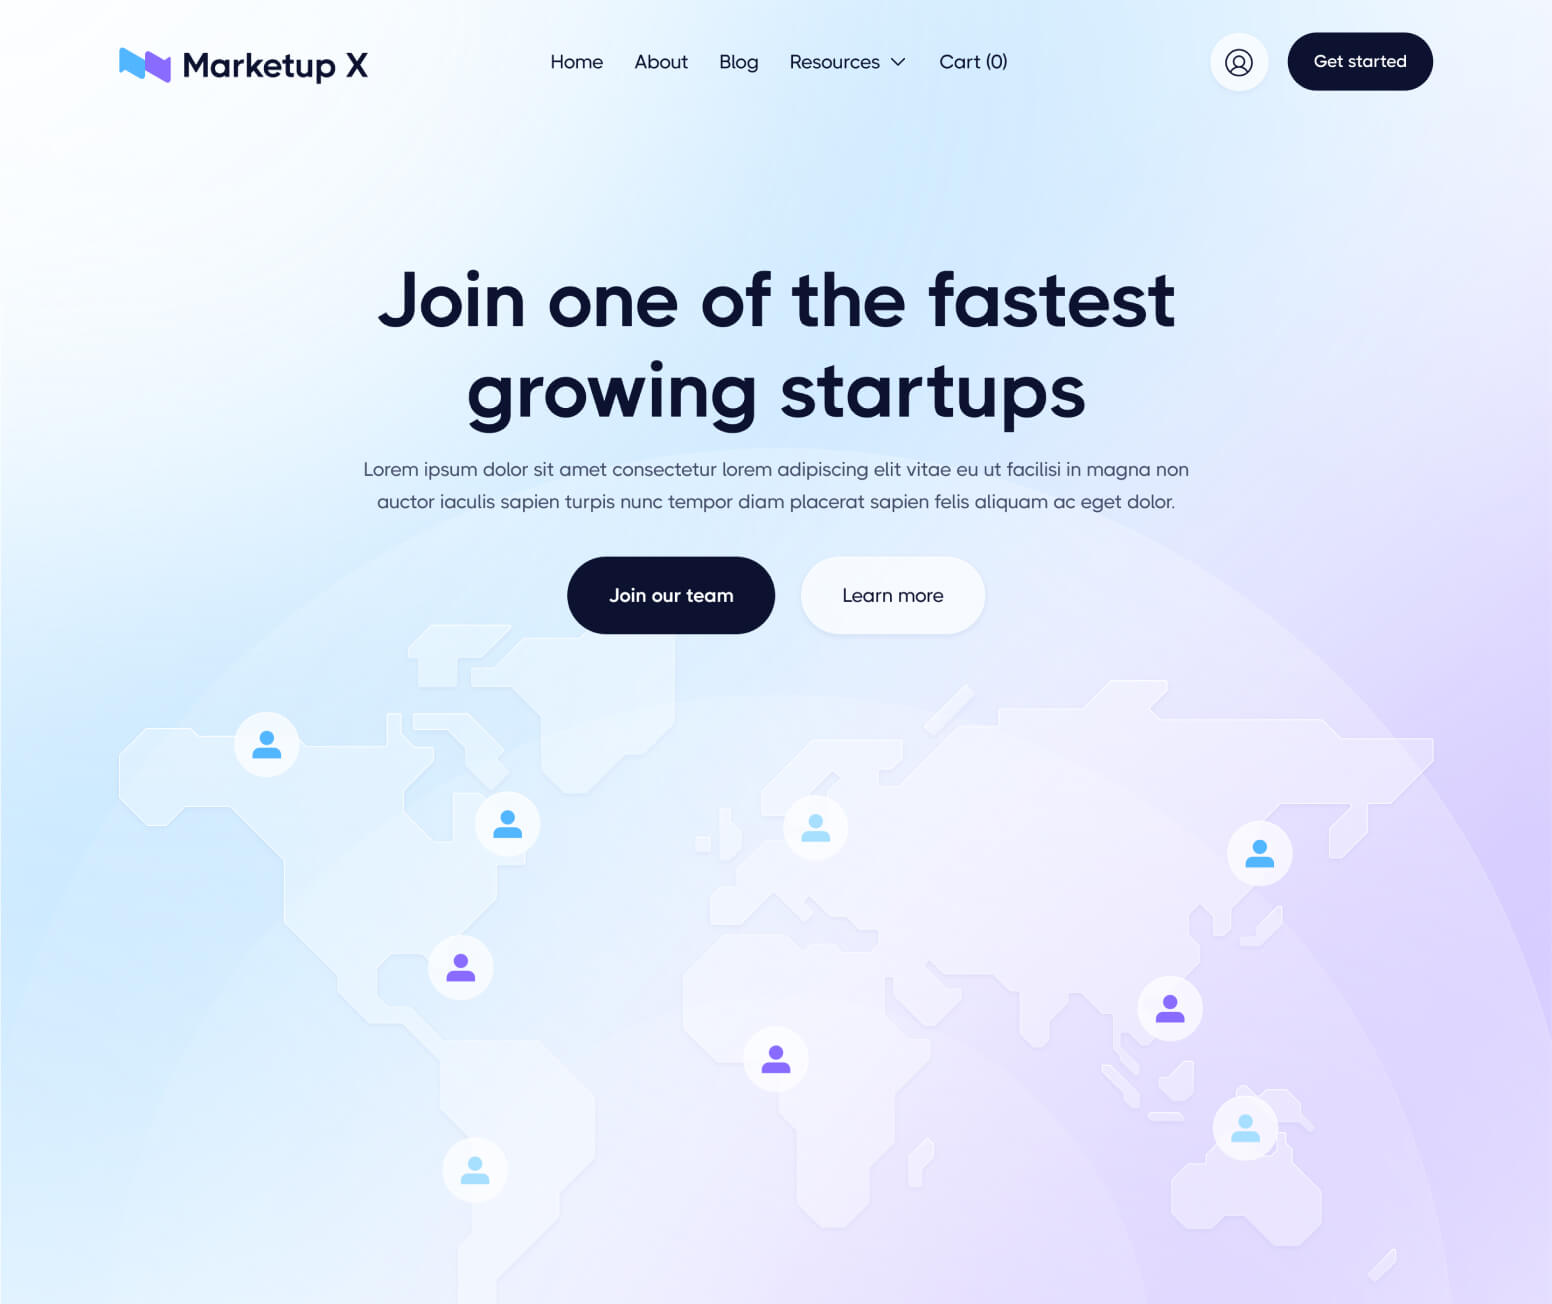 Marketup X
Home About Blog Resources Cart (0)
Get started
Join one of the fastest
growing startups
Lorem ipsum dolor sit amet consectetur lorem adipiscing elit vitae eu ut facilisi in magna non
auctor iaculis sapien turpis nunc tempor diam placerat sapien felis aliquam ac eget dolor.
Join our team
Learn more